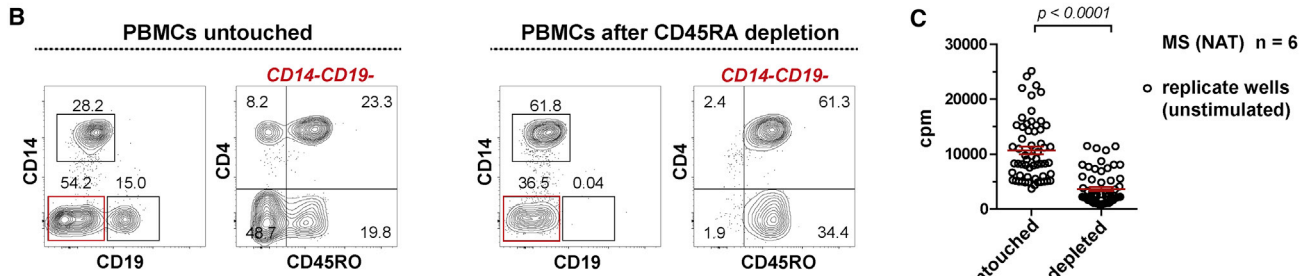 B
PBMCs untouched
CD14-CD19-
28.2
54.2
15.0
CD14
CD19
8.2
23.3
48.7
19.8
CD4
CD45RO
PBMCs after CD45RA depletion
CD14-CD19-
61.8
36.5
0.04
CD14
CD19
2.4
61.3
1.9
34.4
CD4
CD45RO
C
p < 0.0001
30000
20000
10000
0
cpm
depleted
MS (NAT) n = 6
replicate wells
(unstimulated)